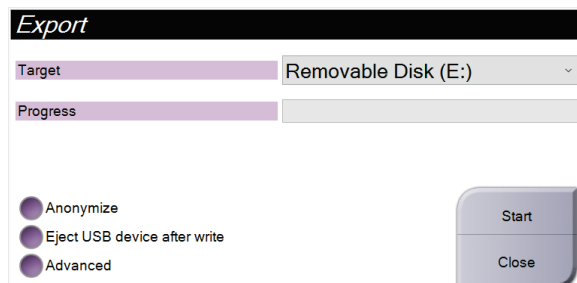 Export
Target
Removable Disk (E:)
Progress
Anonymize
Eject USB device after write
Advanced
Start
Close